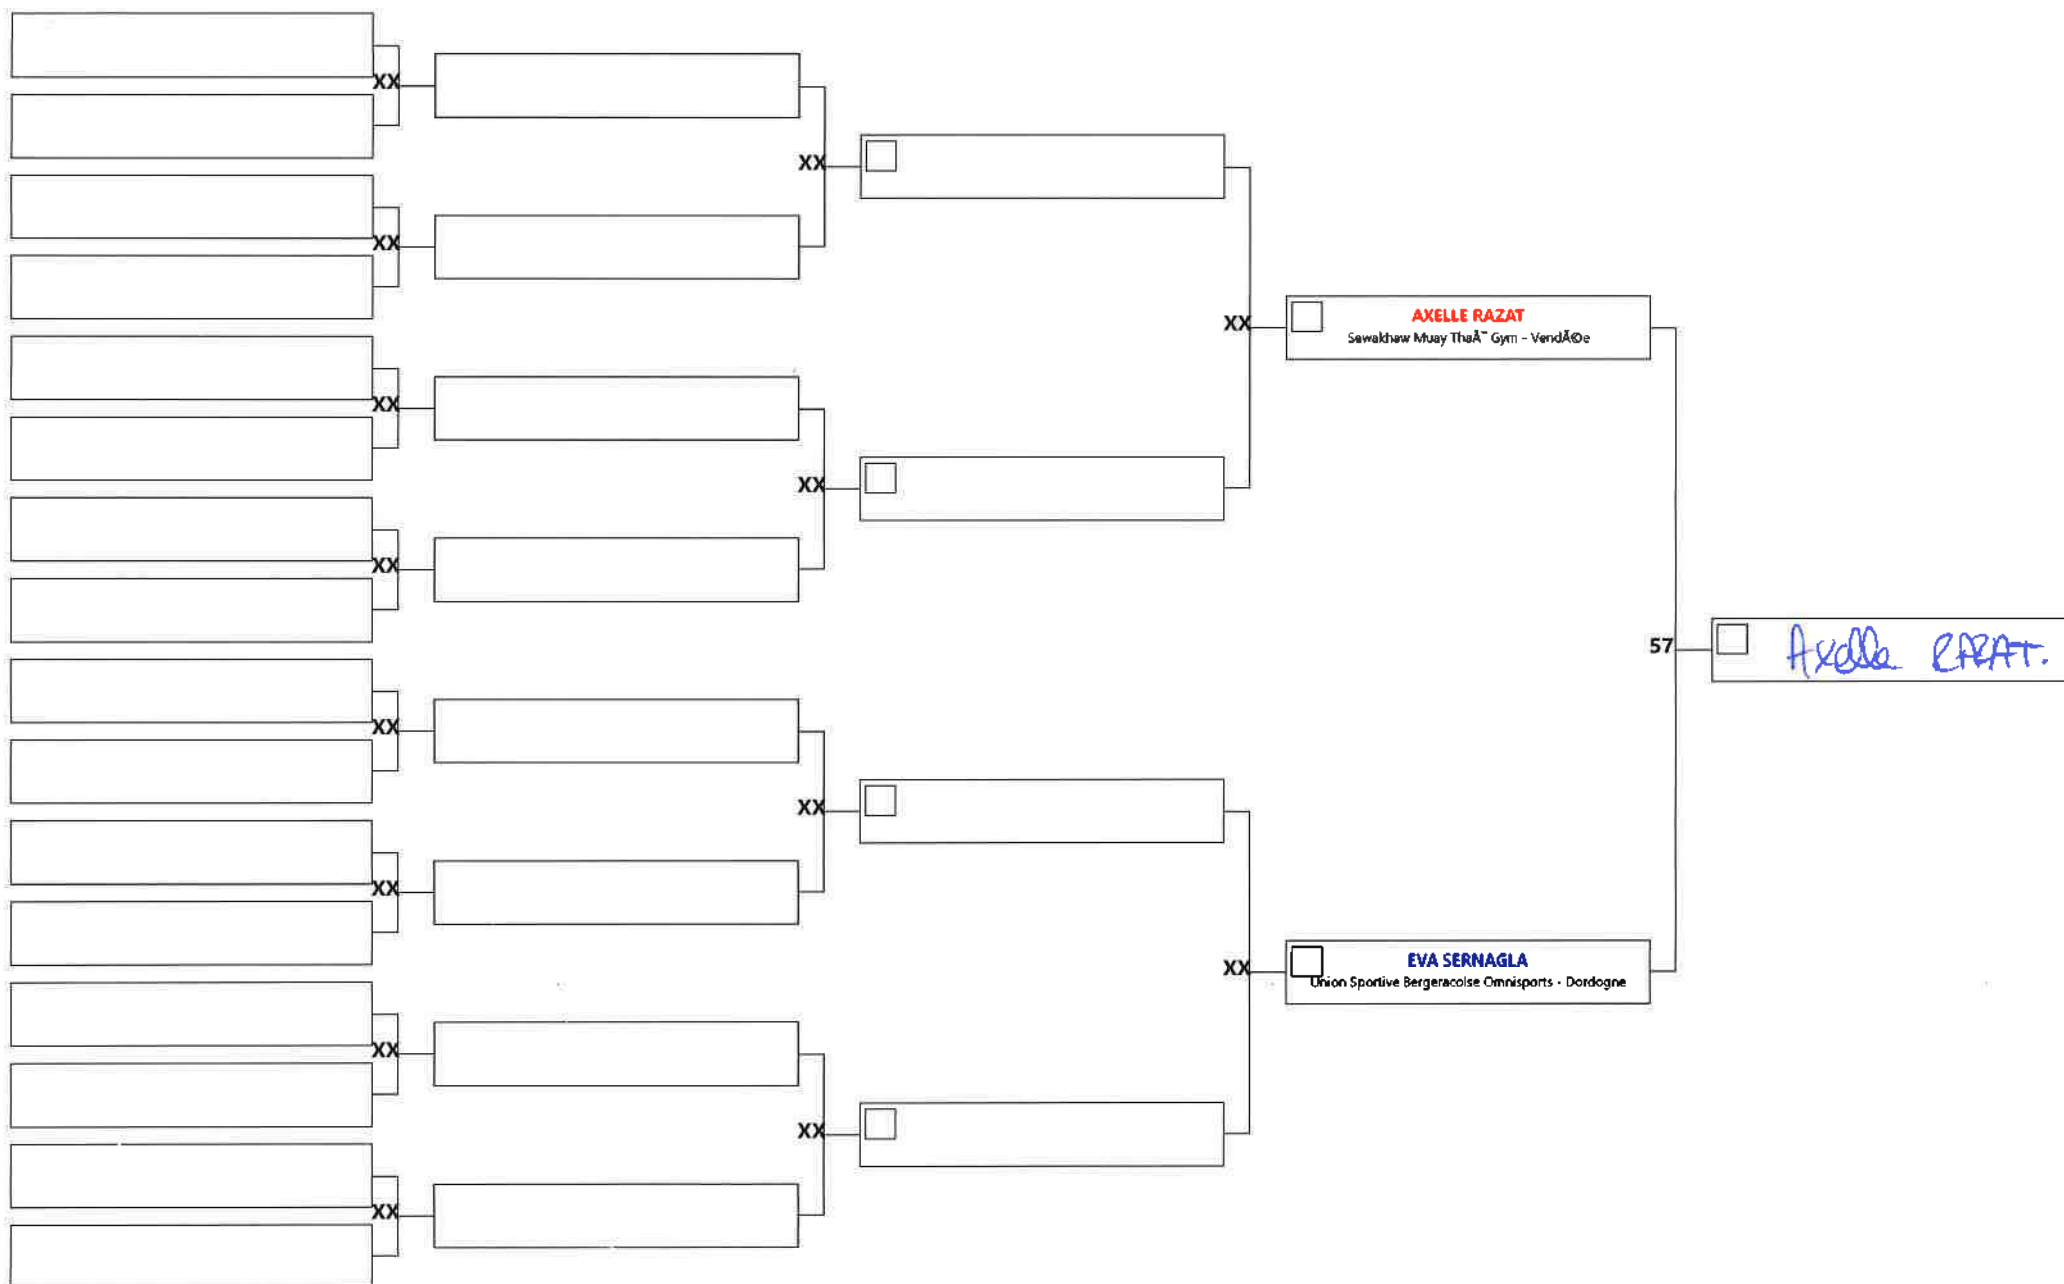 XX
XX
XX
XX
XX
XX
XX
XX
XX
XX
XX
XX
XX
AXELLE RAZAT
Sawakhaw Muay ThaÃ¯ Gym - VendÃ©e
57
Axelle RAZAT.
XX
EVA SERNAGLA
Union Sportive Bergeracoise Omnisports - Dordogne